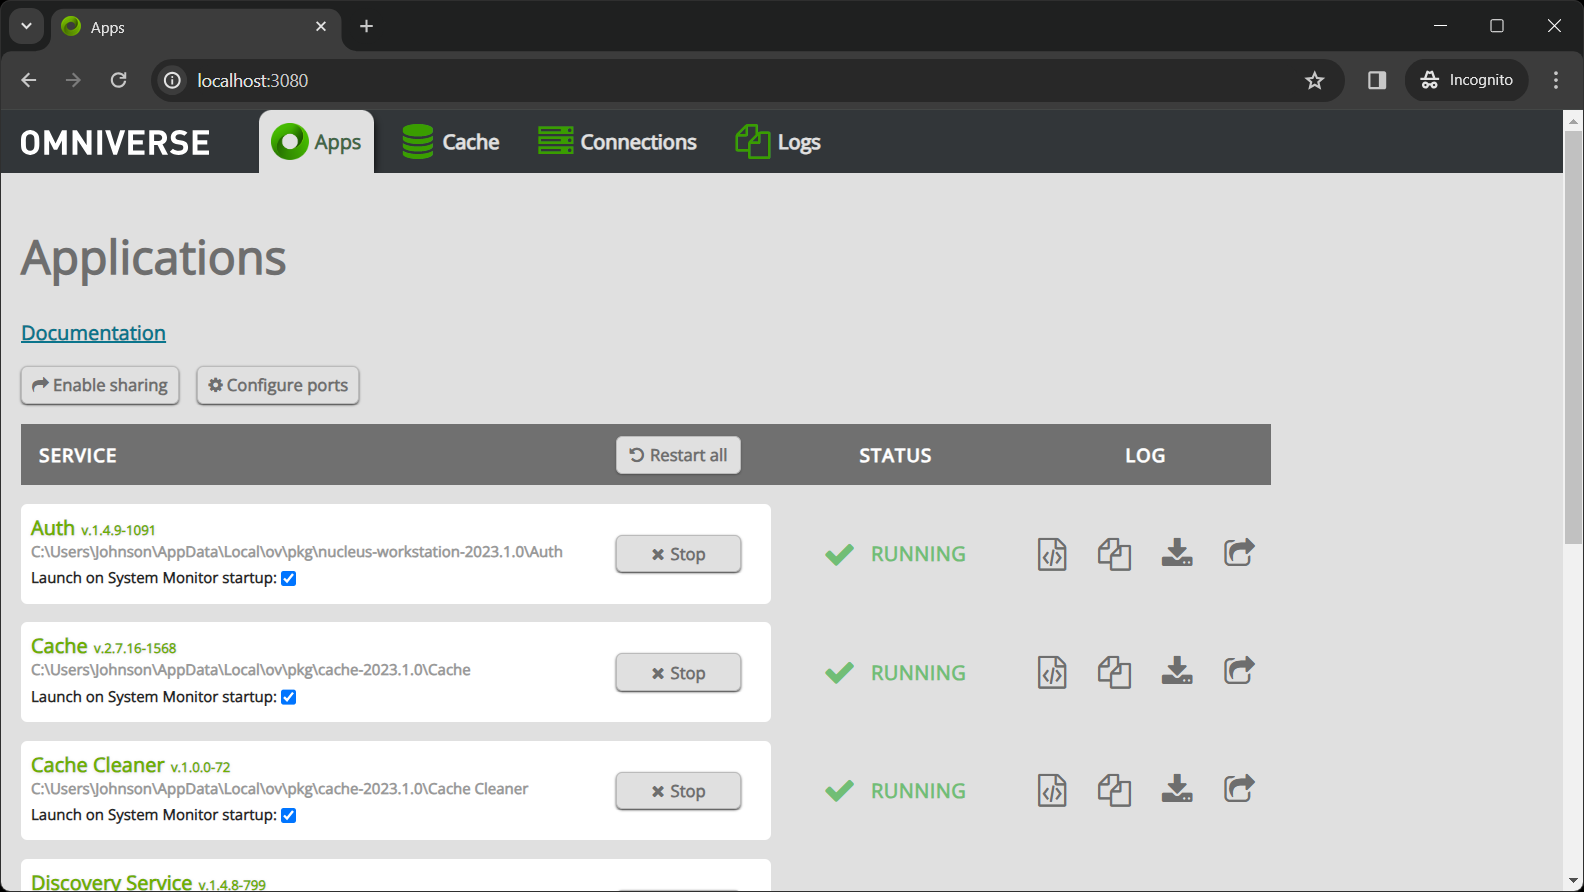 Apps
localhost:3080
Incognito
OMNIVERSE
Apps
Cache
Connections
Logs
Applications
Documentation
Enable sharing
Configure ports
SERVICE
Restart all
STATUS
LOG
Auth v.1.4.9-1091
C:\Users\Johnson\AppData\Local\ov\pkg\nucleus-workstation-2023.1.0\Auth
Launch on System Monitor startup:
Stop
RUNNING
Cache v.2.7.16-1568
C:\Users\Johnson\AppData\Local\ov\pkg\cache-2023.1.0\Cache
Launch on System Monitor startup:
Stop
RUNNING
Cache Cleaner v.1.0.0-72
C:\Users\Johnson\AppData\Local\ov\pkg\cache-2023.1.0\Cache Cleaner
Launch on System Monitor startup:
Stop
RUNNING
Discovery Service v.1.4.8-799